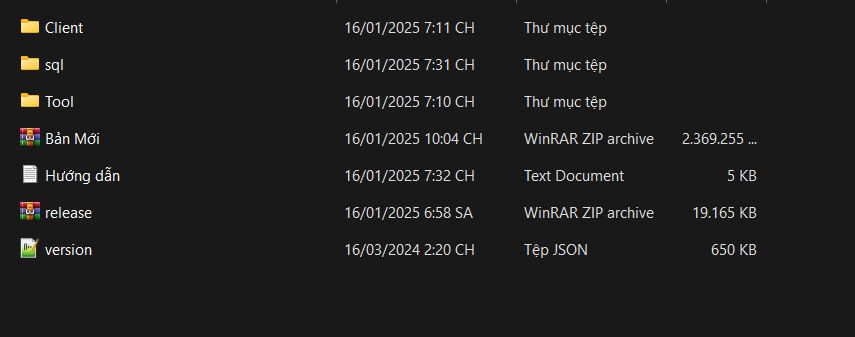 Client 16/01/2025 7:11 CH Thư mục tệp
sql 16/01/2025 7:31 CH Thư mục tệp
Tool 16/01/2025 7:10 CH Thư mục tệp
Bản Mới 16/01/2025 10:04 CH WinRAR ZIP archive 2.369.255 ...
Hướng dẫn 16/01/2025 7:32 CH Text Document 5 KB
release 16/01/2025 6:58 SA WinRAR ZIP archive 19.165 KB
version 16/03/2024 2:20 CH Tệp JSON 650 KB